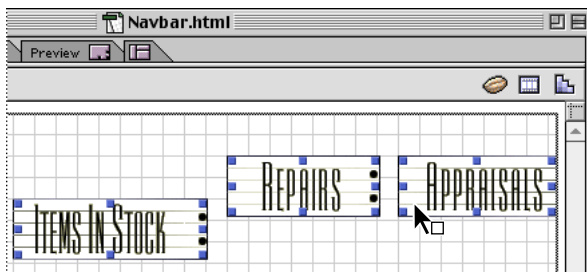 Navbar.html
Preview
REPAIRS
APPRAISALS
ITEMS IN STOCK